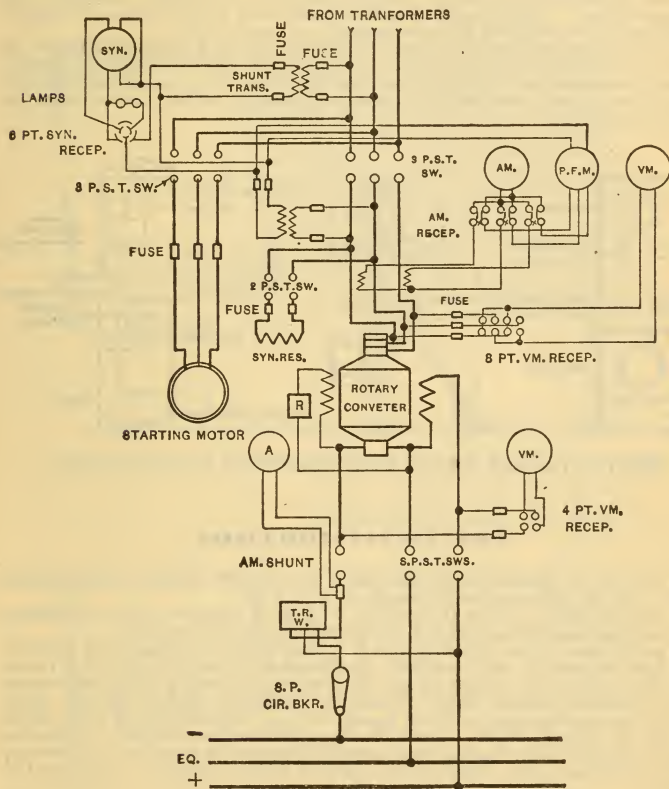 FROM TRANFORMERS
FUSE
FUSE
SYN.
SHUNT
TRANS.
LAMPS
6 PT. SYN.
RECEP.
3 P.S.T. SW.
3 P.S.T.
SW.
AM.
P.F.M.
VM.
AM.
RECEP.
FUSE
2 P.S.T.SW.
FUSE
SYN.RES.
FUSE
8 PT. VM. RECEP.
R
ROTARY
CONVETER
STARTING MOTOR
A
VM.
4 PT. VM.
RECEP.
AM. SHUNT
S.P.S.T.SWS.
T.R.
W.
S.P.
CIR. BKR.
−
EQ.
+